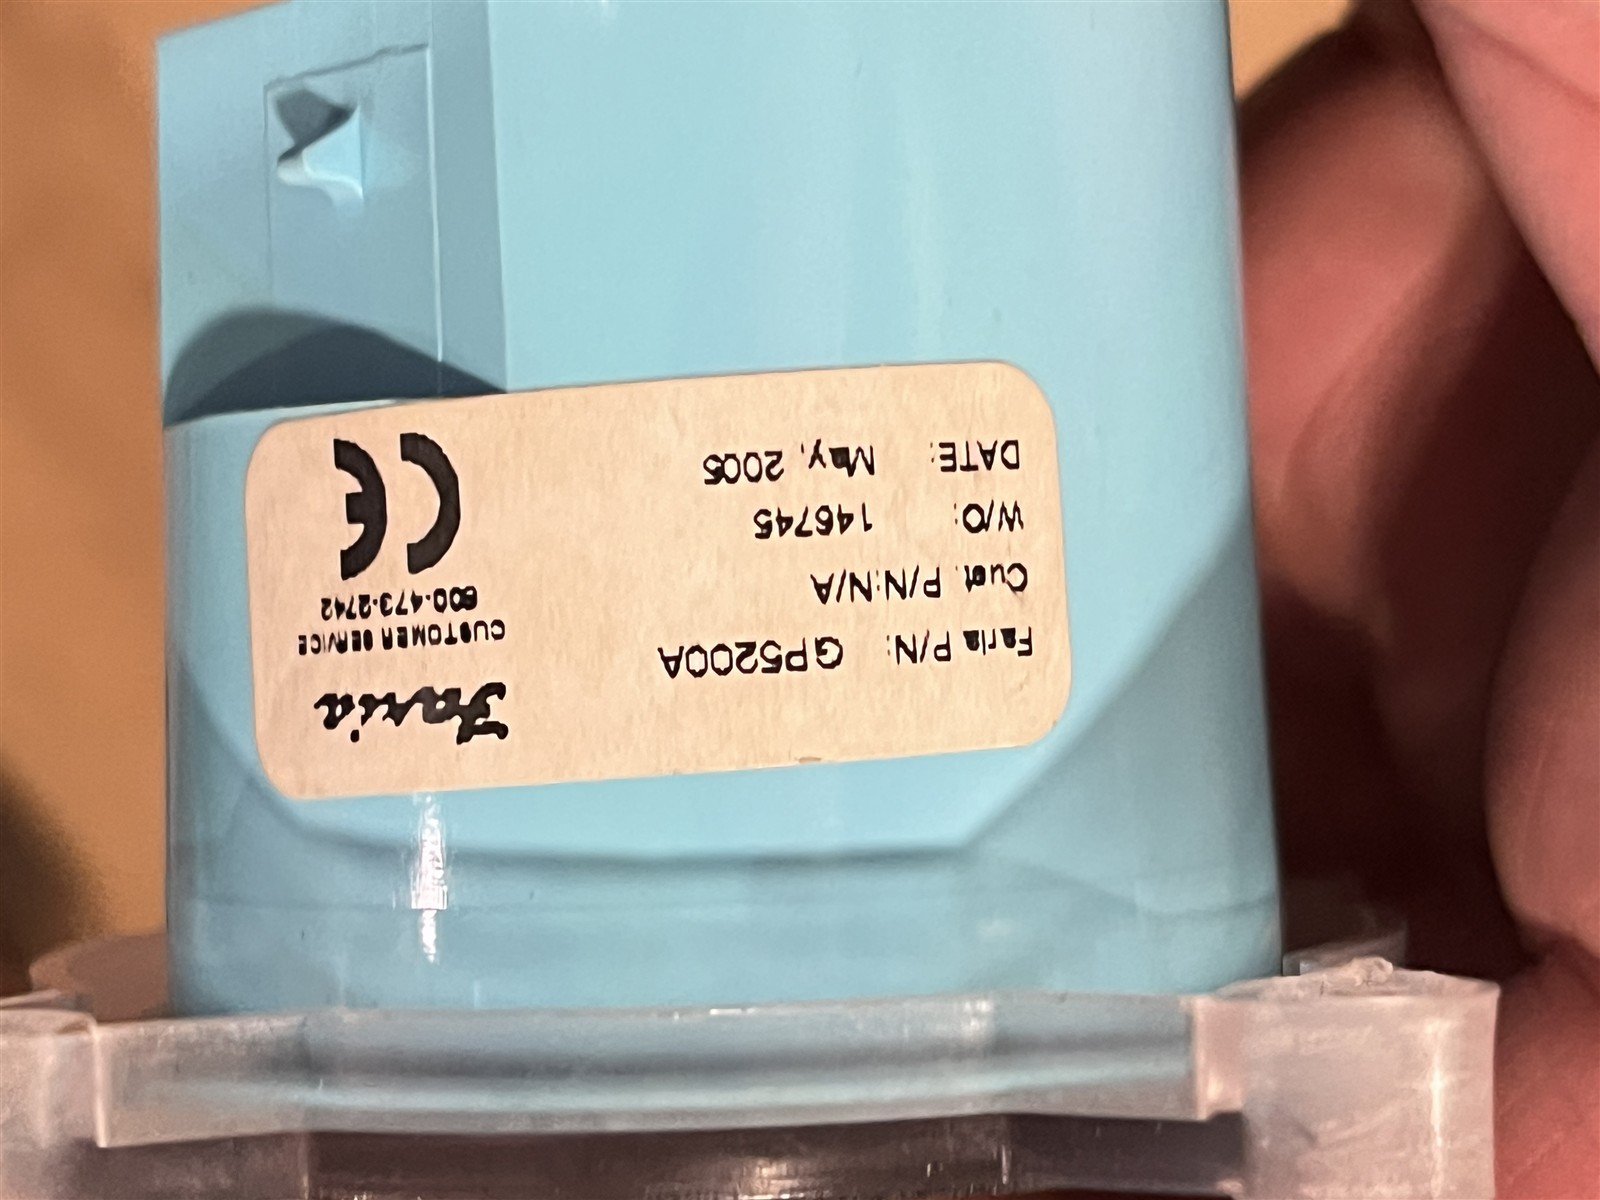 Faria P/N: GP5200A
Cust. P/N:N/A
W/O: 146745
DATE: May, 2005
Faria
CUSTOMER SERVICE
800-473-2742
CE